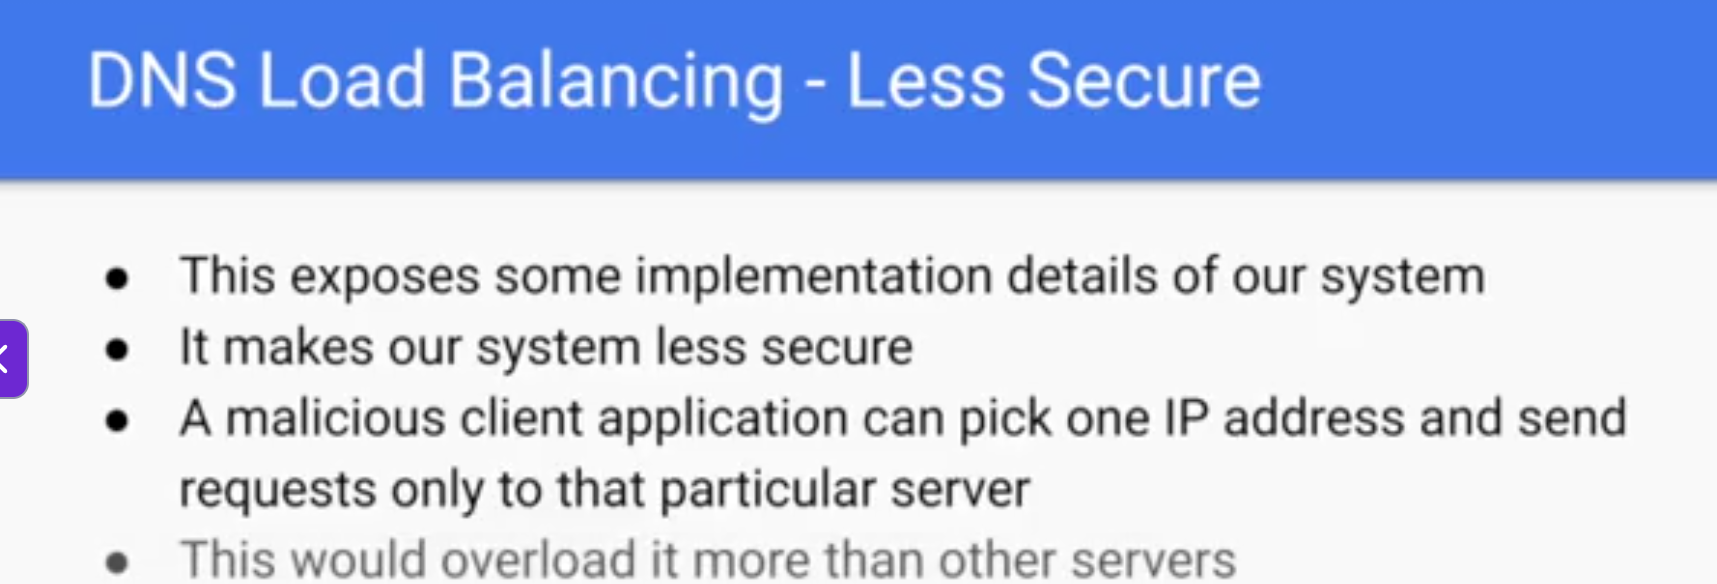 DNS Load Balancing - Less Secure
● This exposes some implementation details of our system
● It makes our system less secure
● A malicious client application can pick one IP address and send
requests only to that particular server
● This would overload it more than other servers